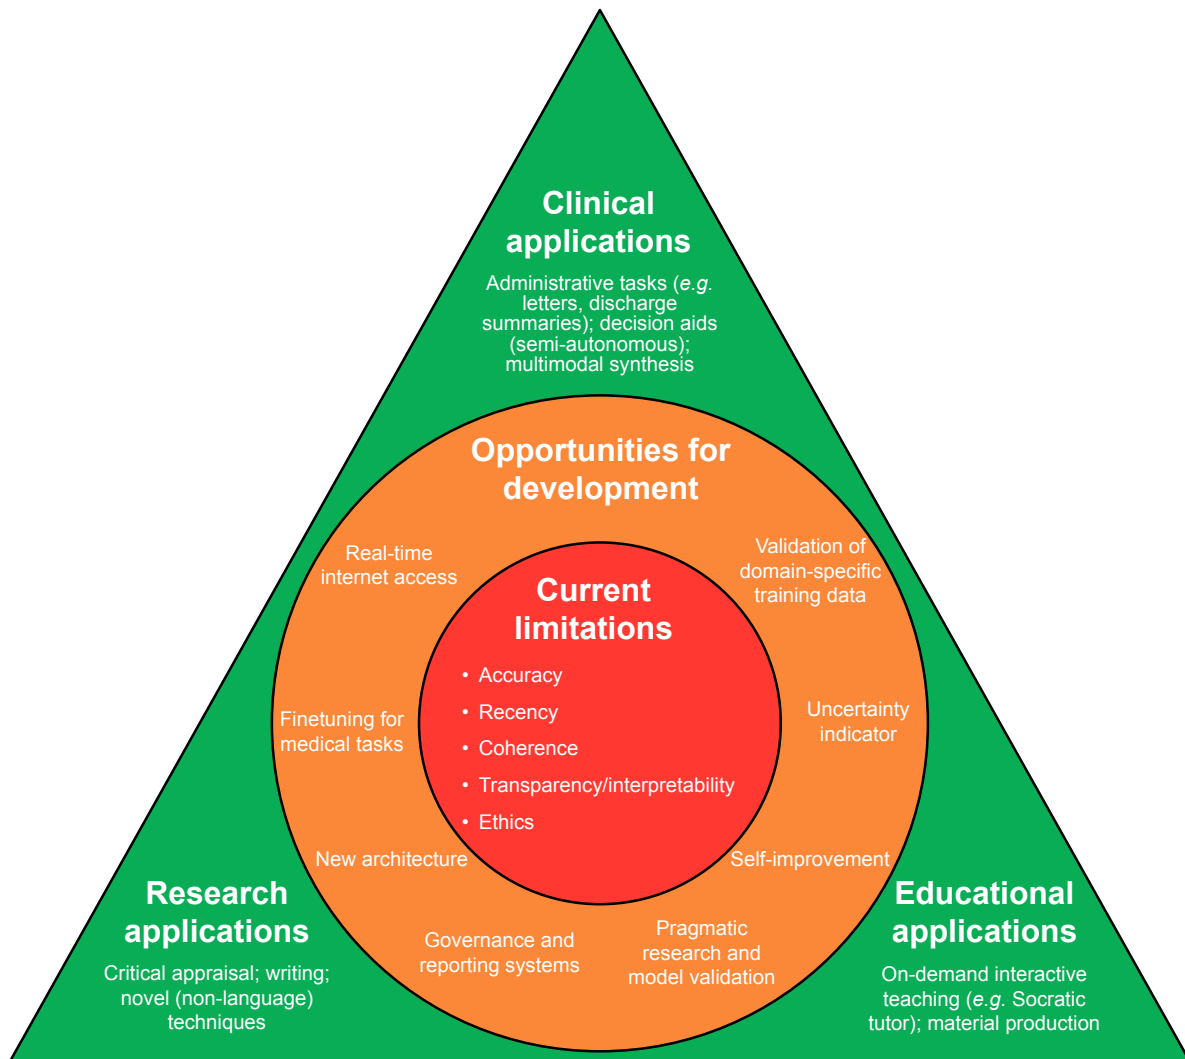 Clinical
applications
Administrative tasks (e.g.
letters, discharge
summaries); decision aids
(semi-autonomous);
multimodal synthesis
Opportunities for
development
Real-time
internet access
Validation of
domain-specific
training data
Current
limitations
• Accuracy
• Recency
• Coherence
• Transparency/interpretability
• Ethics
Finetuning for
medical tasks
Uncertainty
indicator
New architecture
Self-improvement
Governance and
reporting systems
Pragmatic
research and
model validation
Research
applications
Critical appraisal; writing;
novel (non-language)
techniques
Educational
applications
On-demand interactive
teaching (e.g. Socratic
tutor); material production